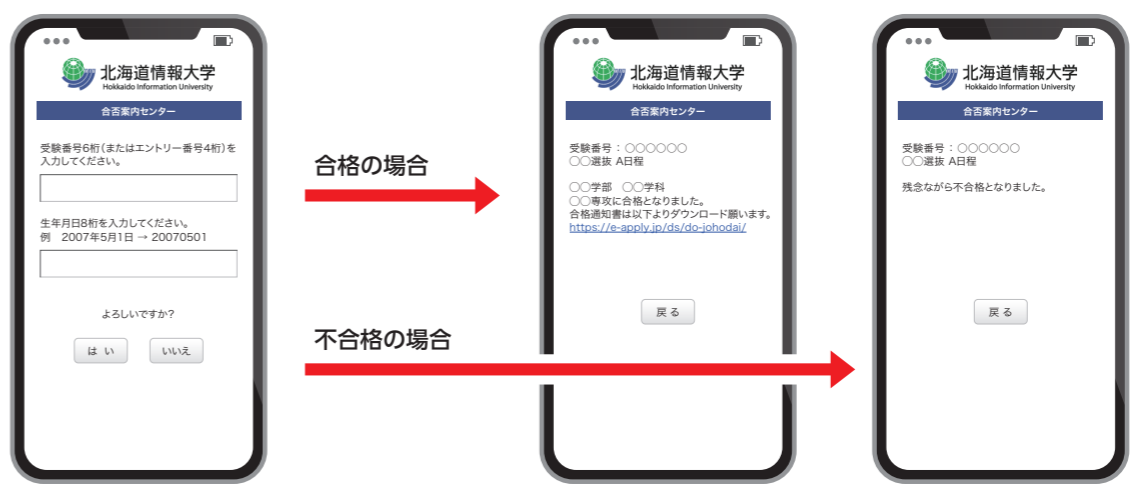 北海道情報大学
Hokkaido Information University
合否案内センター
受験番号6桁(またはエントリー番号4桁)を
入力してください。
生年月日8桁を入力してください。
例　2007年5月1日 → 20070501
よろしいですか?
は い
いいえ
合格の場合
不合格の場合
北海道情報大学
Hokkaido Information University
合否案内センター
受験番号：○○○○○○
○○選抜 A日程
○○学部　○○学科
○○専攻に合格となりました。
合格通知書は以下よりダウンロード願います。
https://e-apply.jp/ds/do-johodai/
戻 る
北海道情報大学
Hokkaido Information University
合否案内センター
受験番号：○○○○○○
○○選抜 A日程
残念ながら不合格となりました。
戻 る